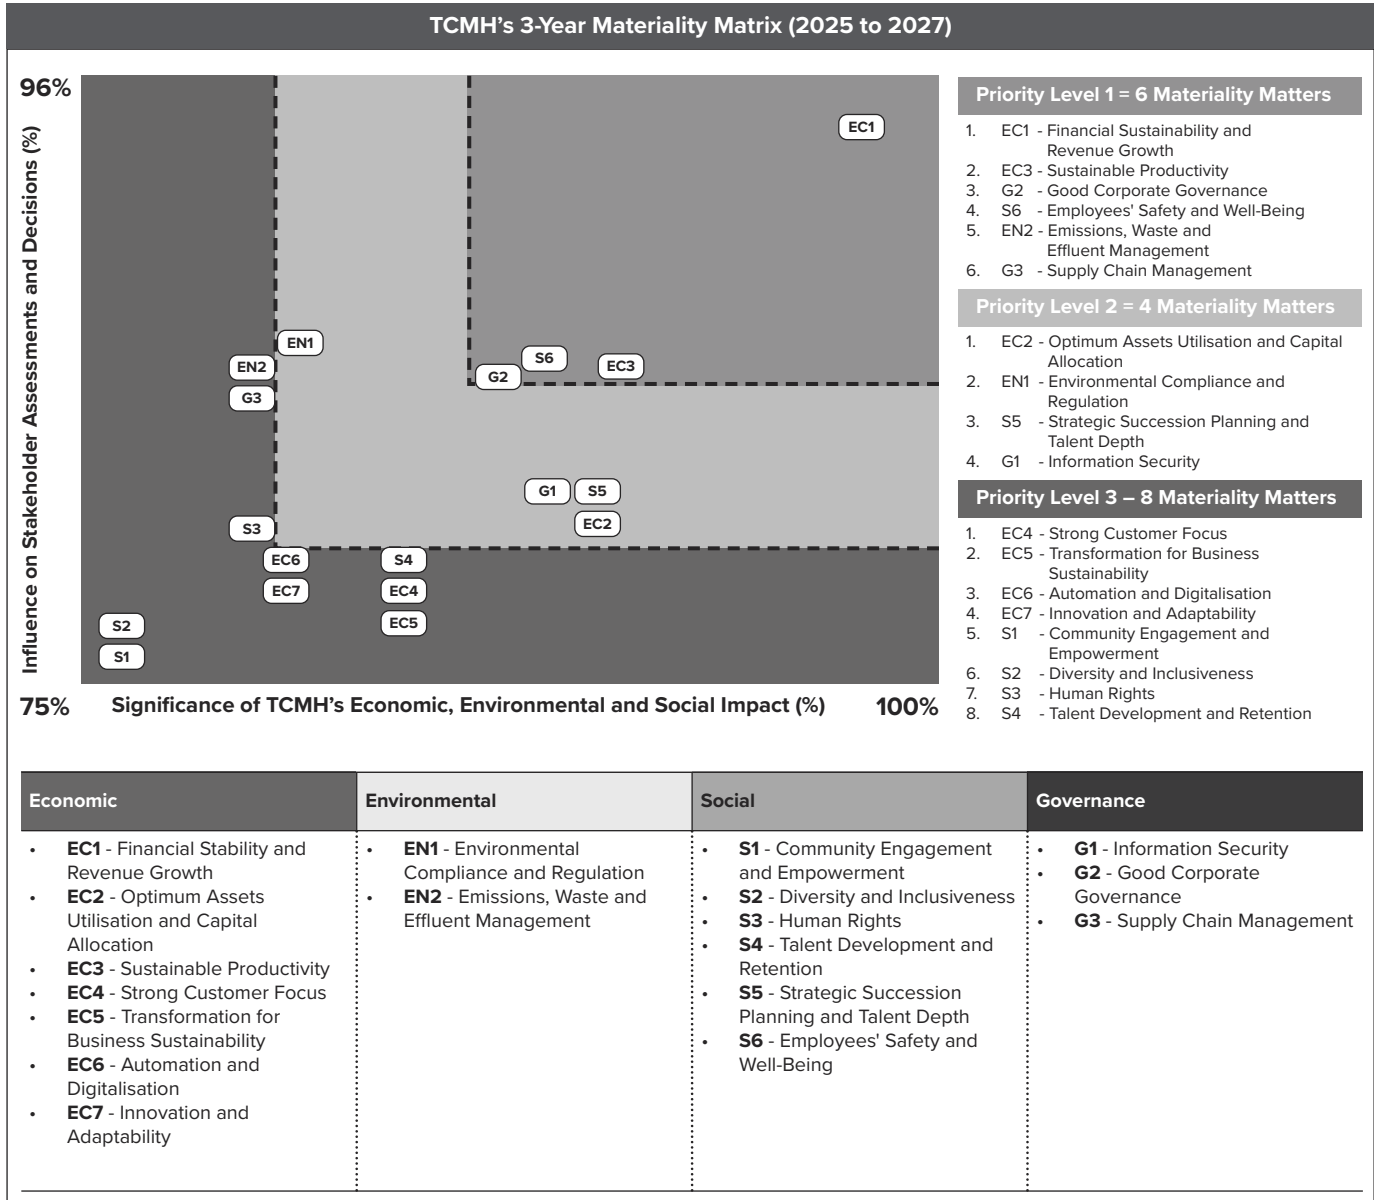 TCMH's 3-Year Materiality Matrix (2025 to 2027)
96%
Influence on Stakeholder Assessments and Decisions (%)
EC1
EN1
S6
EN2
EC3
G2
G3
G1
S5
EC2
S3
EC6
S4
EC7
EC4
S2
EC5
S1
75%
Significance of TCMH's Economic, Environmental and Social Impact (%)
100%
Priority Level 1 = 6 Materiality Matters
1. EC1 - Financial Sustainability and
Revenue Growth
2. EC3 - Sustainable Productivity
3. G2 - Good Corporate Governance
4. S6 - Employees' Safety and Well-Being
5. EN2 - Emissions, Waste and
Effluent Management
6. G3 - Supply Chain Management
Priority Level 2 = 4 Materiality Matters
1. EC2 - Optimum Assets Utilisation and Capital
Allocation
2. EN1 - Environmental Compliance and
Regulation
3. S5 - Strategic Succession Planning and
Talent Depth
4. G1 - Information Security
Priority Level 3 – 8 Materiality Matters
1. EC4 - Strong Customer Focus
2. EC5 - Transformation for Business
Sustainability
3. EC6 - Automation and Digitalisation
4. EC7 - Innovation and Adaptability
5. S1 - Community Engagement and
Empowerment
6. S2 - Diversity and Inclusiveness
7. S3 - Human Rights
8. S4 - Talent Development and Retention
Economic
• EC1 - Financial Stability and
Revenue Growth
• EC2 - Optimum Assets
Utilisation and Capital
Allocation
• EC3 - Sustainable Productivity
• EC4 - Strong Customer Focus
• EC5 - Transformation for
Business Sustainability
• EC6 - Automation and
Digitalisation
• EC7 - Innovation and
Adaptability
Environmental
• EN1 - Environmental
Compliance and Regulation
• EN2 - Emissions, Waste and
Effluent Management
Social
• S1 - Community Engagement
and Empowerment
• S2 - Diversity and Inclusiveness
• S3 - Human Rights
• S4 - Talent Development and
Retention
• S5 - Strategic Succession
Planning and Talent Depth
• S6 - Employees' Safety and
Well-Being
Governance
• G1 - Information Security
• G2 - Good Corporate
Governance
• G3 - Supply Chain Management